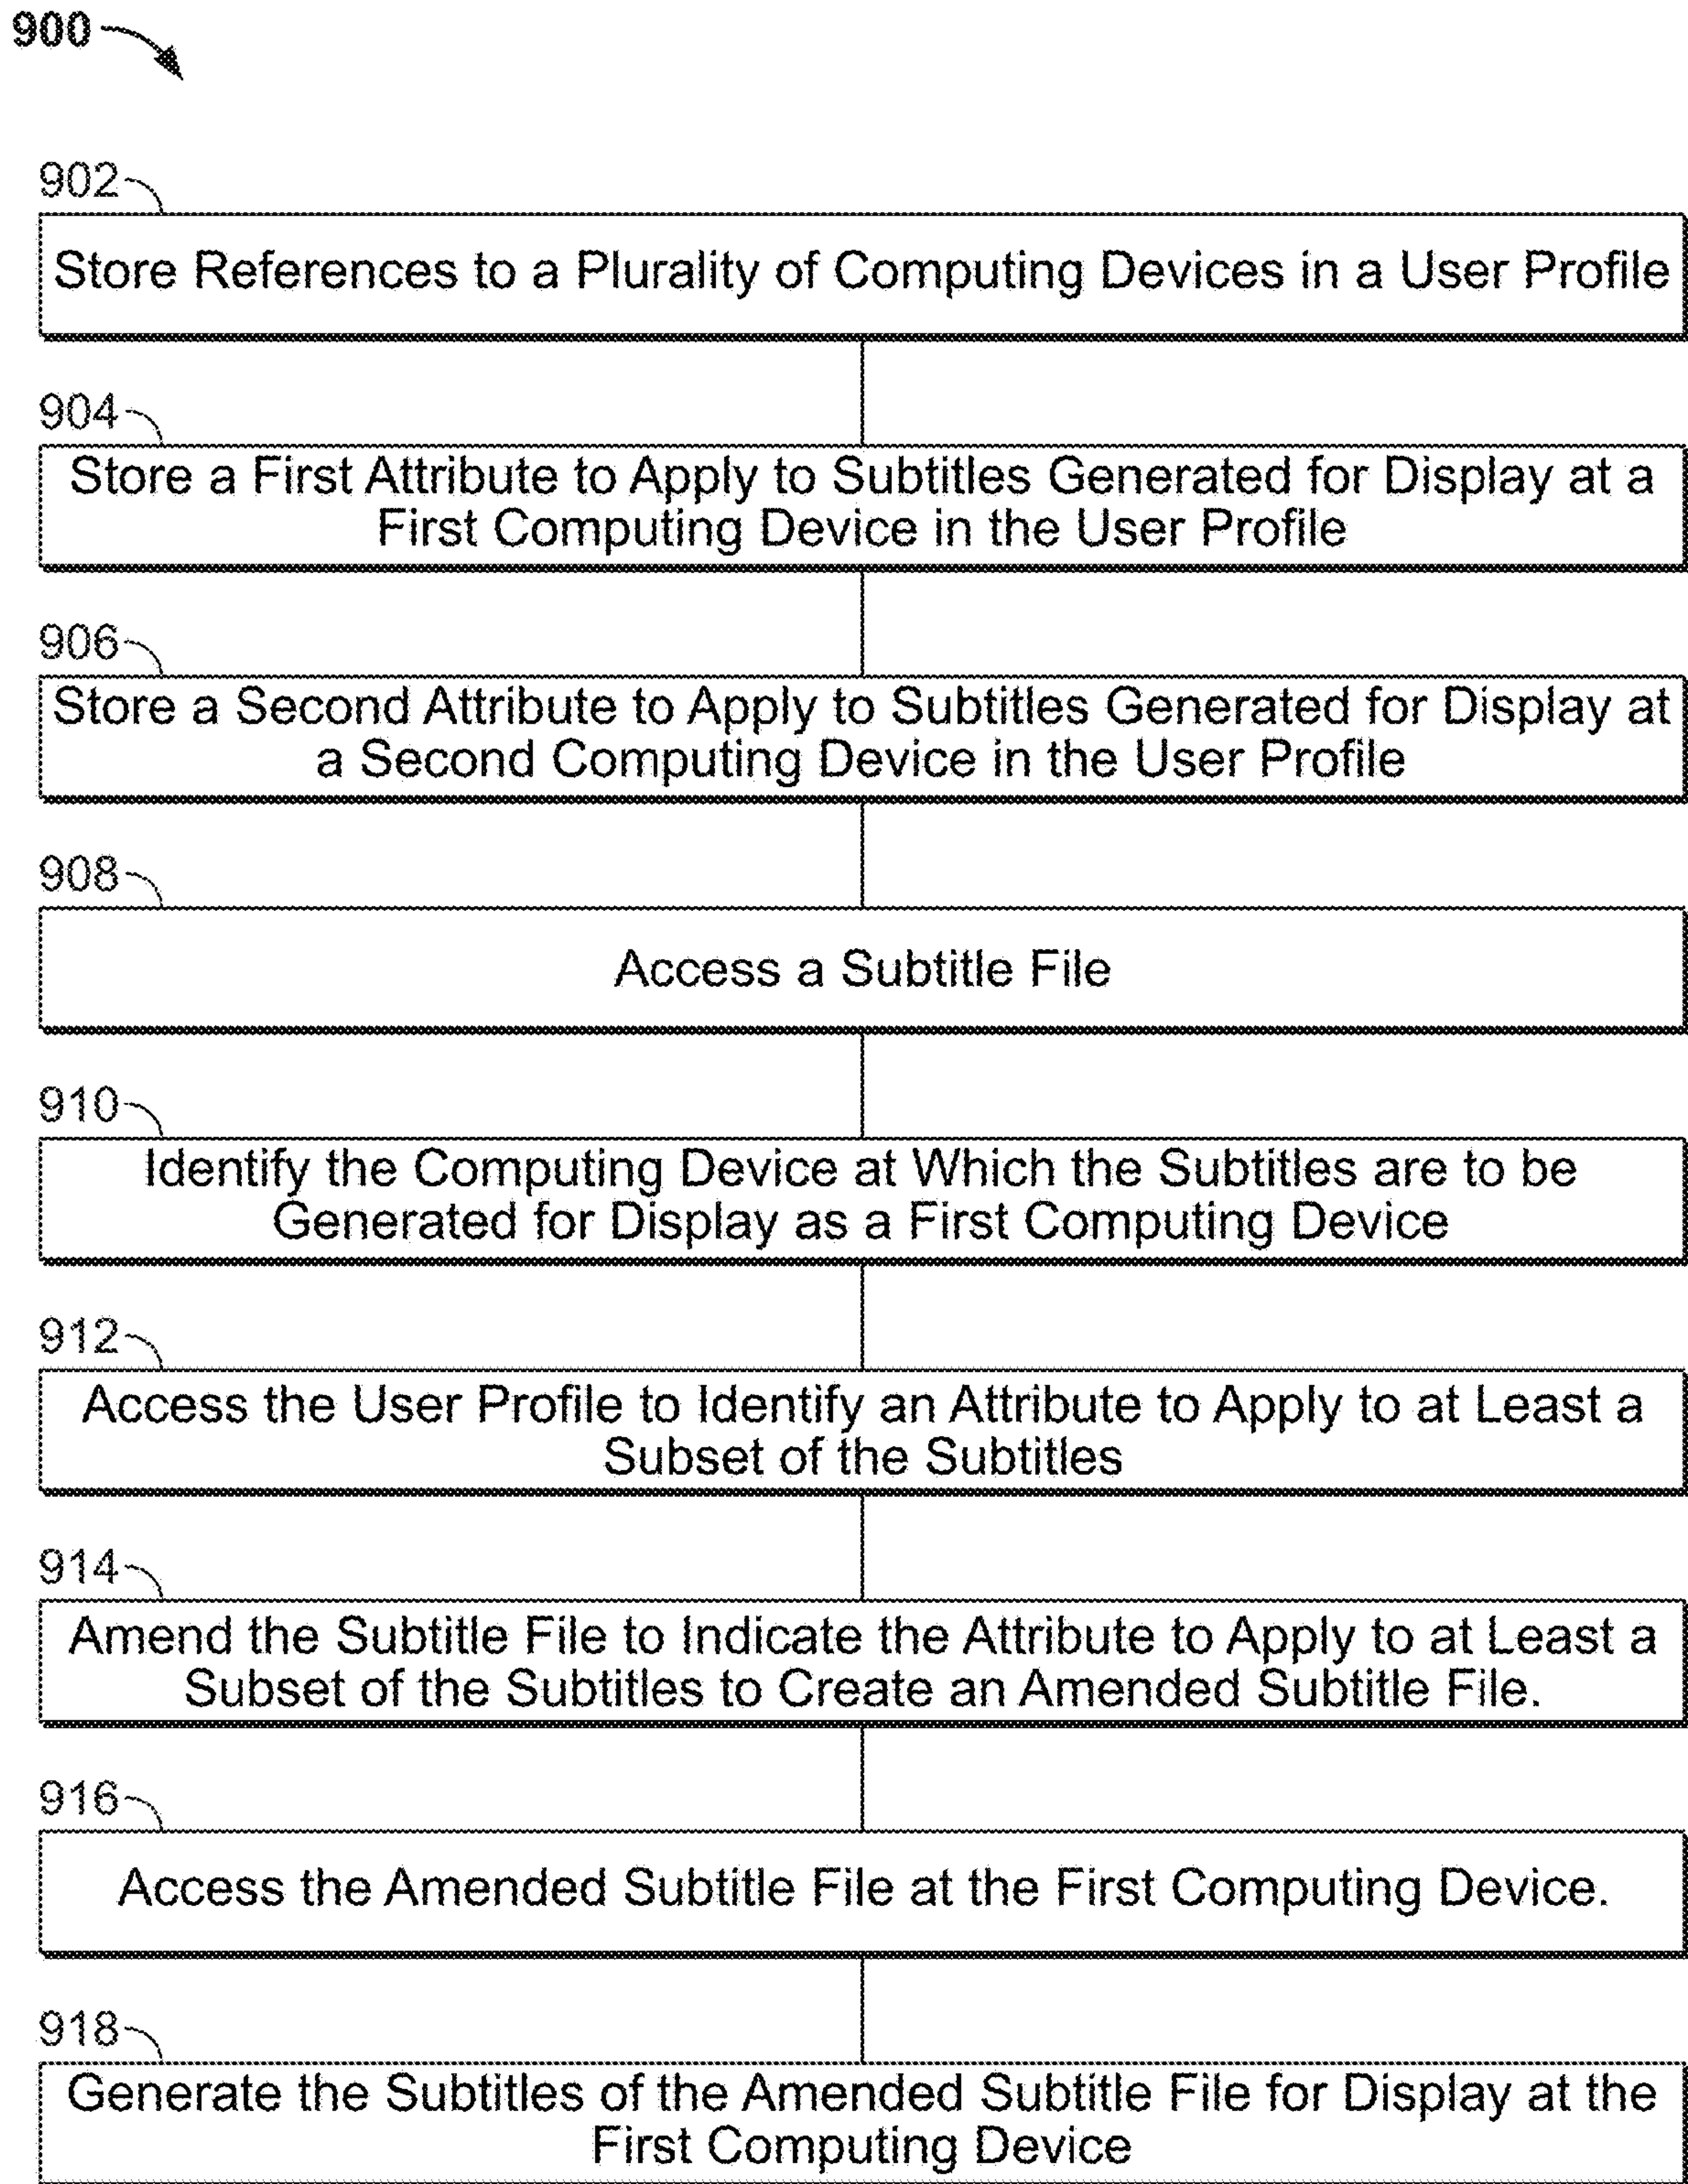 900
902
Store References to a Plurality of Computing Devices in a User Profile
904
Store a First Attribute to Apply to Subtitles Generated for Display at a
First Computing Device in the User Profile
906
Store a Second Attribute to Apply to Subtitles Generated for Display at
a Second Computing Device in the User Profile
908
Access a Subtitle File
910
Identify the Computing Device at Which the Subtitles are to be
Generated for Display as a First Computing Device
912
Access the User Profile to Identify an Attribute to Apply to at Least a
Subset of the Subtitles
914
Amend the Subtitle File to Indicate the Attribute to Apply to at Least a
Subset of the Subtitles to Create an Amended Subtitle File.
916
Access the Amended Subtitle File at the First Computing Device.
918
Generate the Subtitles of the Amended Subtitle File for Display at the
First Computing Device